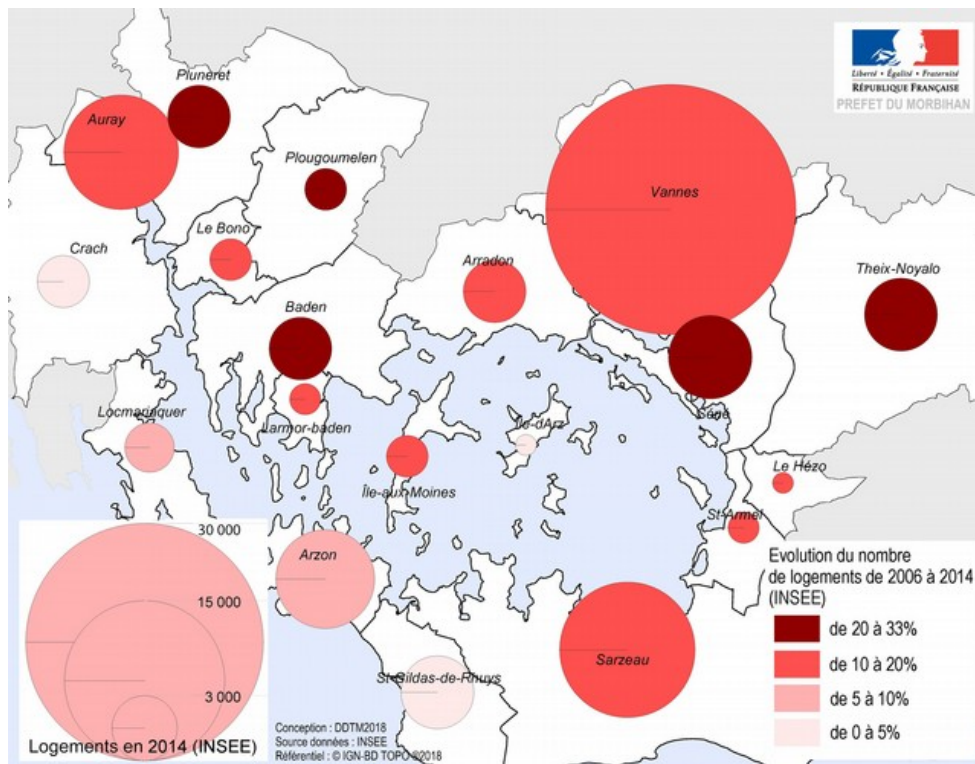 Liberté • Égalité • Fraternité
RÉPUBLIQUE FRANÇAISE
PREFET DU MORBIHAN
Pluneret
Auray
Plougoumelen
Vannes
Le Bono
Crach
Arradon
Theix-Noyalo
Baden
Séné
Locmariaquer
Larmor-baden
Île-d'Arz
Le Hézo
Île-aux-Moines
St-Armel
Arzon
Sarzeau
St-Gildas-de-Rhuys
30 000
15 000
3 000
Logements en 2014 (INSEE)
Conception : DDTM2018
Source données : INSEE
Référentiel : © IGN-BD TOPO ®2018
Evolution du nombre
de logements de 2006 à 2014
(INSEE)
de 20 à 33%
de 10 à 20%
de 5 à 10%
de 0 à 5%